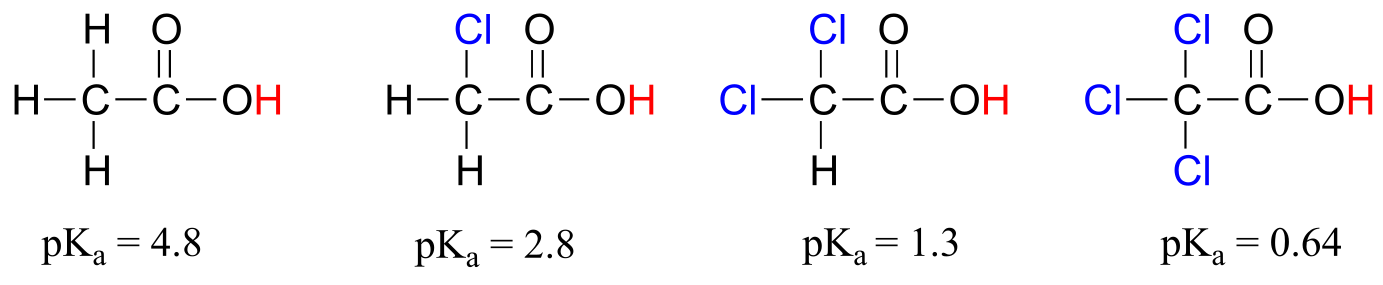 H O Cl O Cl O Cl O
H C C OH H C C OH Cl C C OH Cl C C OH
H H H Cl
pKa = 4.8 pKa = 2.8 pKa = 1.3 pKa = 0.64